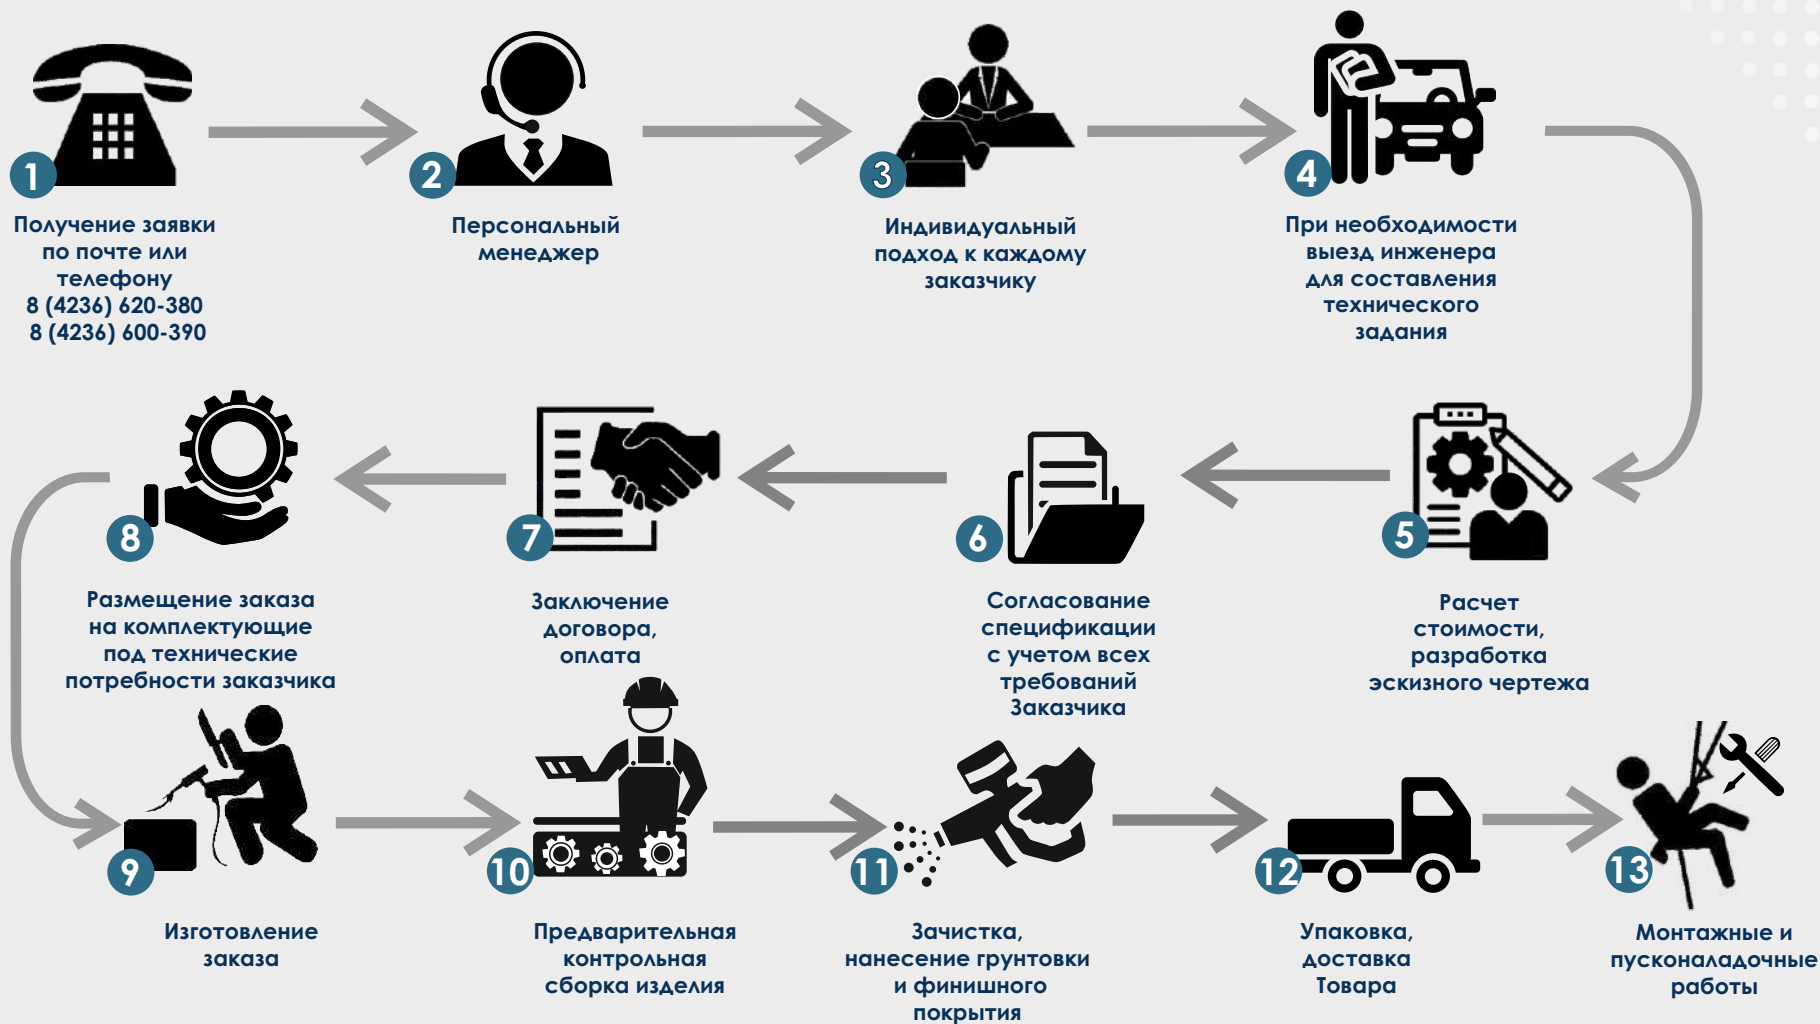 1
Получение заявки
по почте или
телефону
8 (4236) 620-380
8 (4236) 600-390
2
Персональный
менеджер
3
Индивидуальный
подход к каждому
заказчику
4
При необходимости
выезд инженера
для составления
технического
задания
5
Расчет
стоимости,
разработка
эскизного чертежа
6
Согласование
спецификации
с учетом всех
требований
Заказчика
7
Заключение
договора,
оплата
8
Размещение заказа
на комплектующие
под технические
потребности заказчика
9
Изготовление
заказа
10
Предварительная
контрольная
сборка изделия
11
Зачистка,
нанесение грунтовки
и финишного
покрытия
12
Упаковка,
доставка
Товара
13
Монтажные и
пусконаладочные
работы